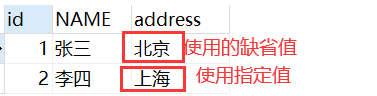 id NAME address
1 张三 北京 使用的缺省值
2 李四 上海 使用指定值